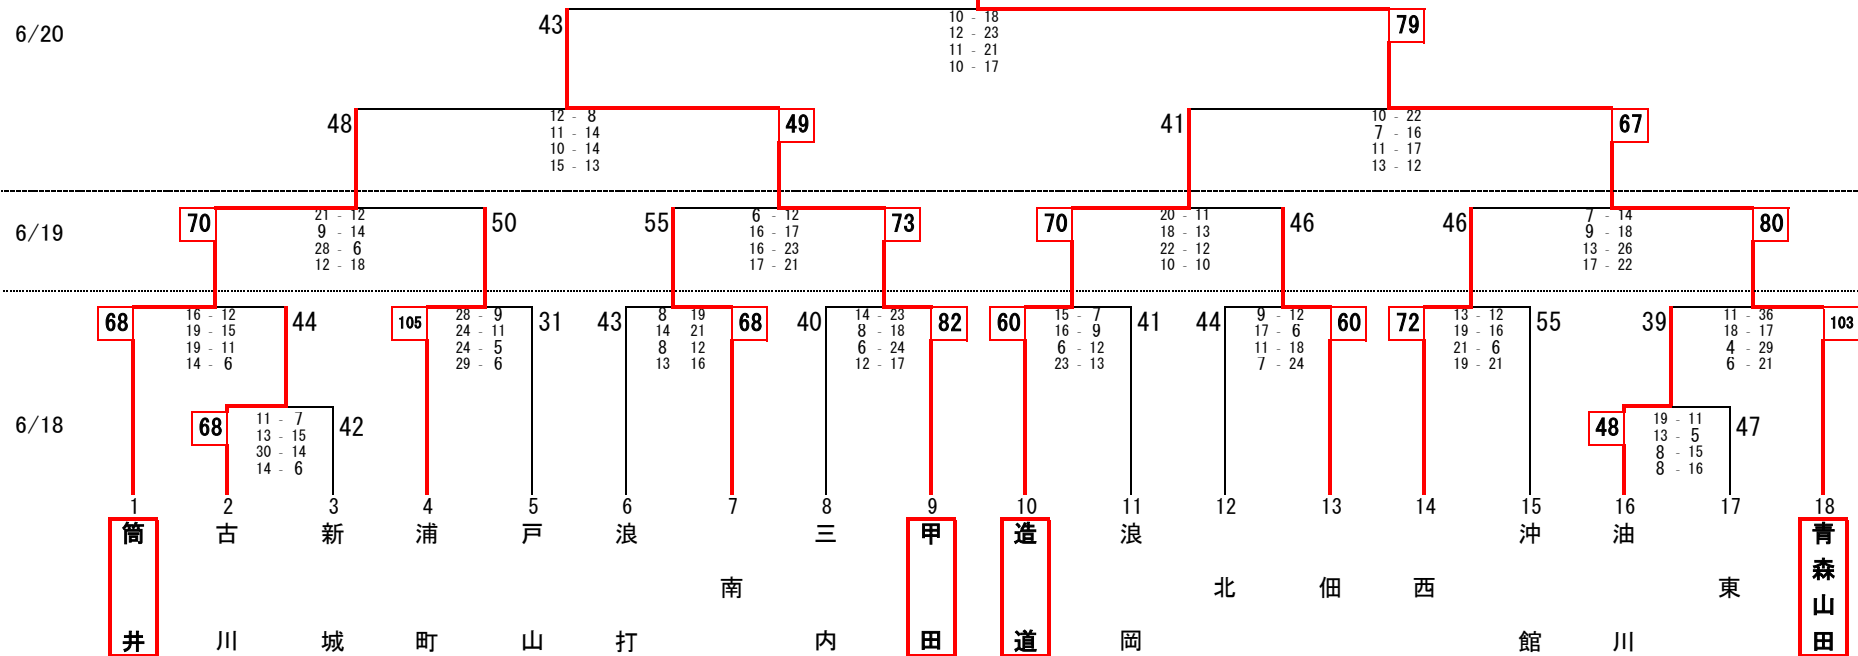 6/20
43
10 - 18
12 - 23
11 - 21
10 - 17
79
48
12 - 8
11 - 14
10 - 14
15 - 13
49
41
10 - 22
7 - 16
11 - 17
13 - 12
67
6/19
70
21 - 12
9 - 14
28 - 6
12 - 18
50
55
6 - 12
16 - 17
16 - 23
17 - 21
73
70
20 - 11
18 - 13
22 - 12
10 - 10
46
46
7 - 14
9 - 18
13 - 26
17 - 22
80
68
16 - 12
19 - 15
19 - 11
14 - 6
44
105
28 - 9
24 - 11
24 - 5
29 - 6
31
43
8 19
14 21
8 12
13 16
68
40
14 - 23
8 - 18
6 - 24
12 - 17
82
60
15 - 7
16 - 9
6 - 12
23 - 13
41
44
9 - 12
17 - 6
11 - 18
7 - 24
60
72
13 - 12
19 - 16
21 - 6
19 - 21
55
39
11 - 36
18 - 17
4 - 29
6 - 21
103
6/18
68
11 - 7
13 - 15
30 - 14
14 - 6
42
48
19 - 11
13 - 5
8 - 15
8 - 16
47
1 2 3 4 5 6 7 8 9 10 11 12 13 14 15 16 17 18
筒井
古川
新城
浦町
戸山
浪打
南
三内
甲田
造道
浪岡
北
佃
西
沖館
油川
東
青森山田